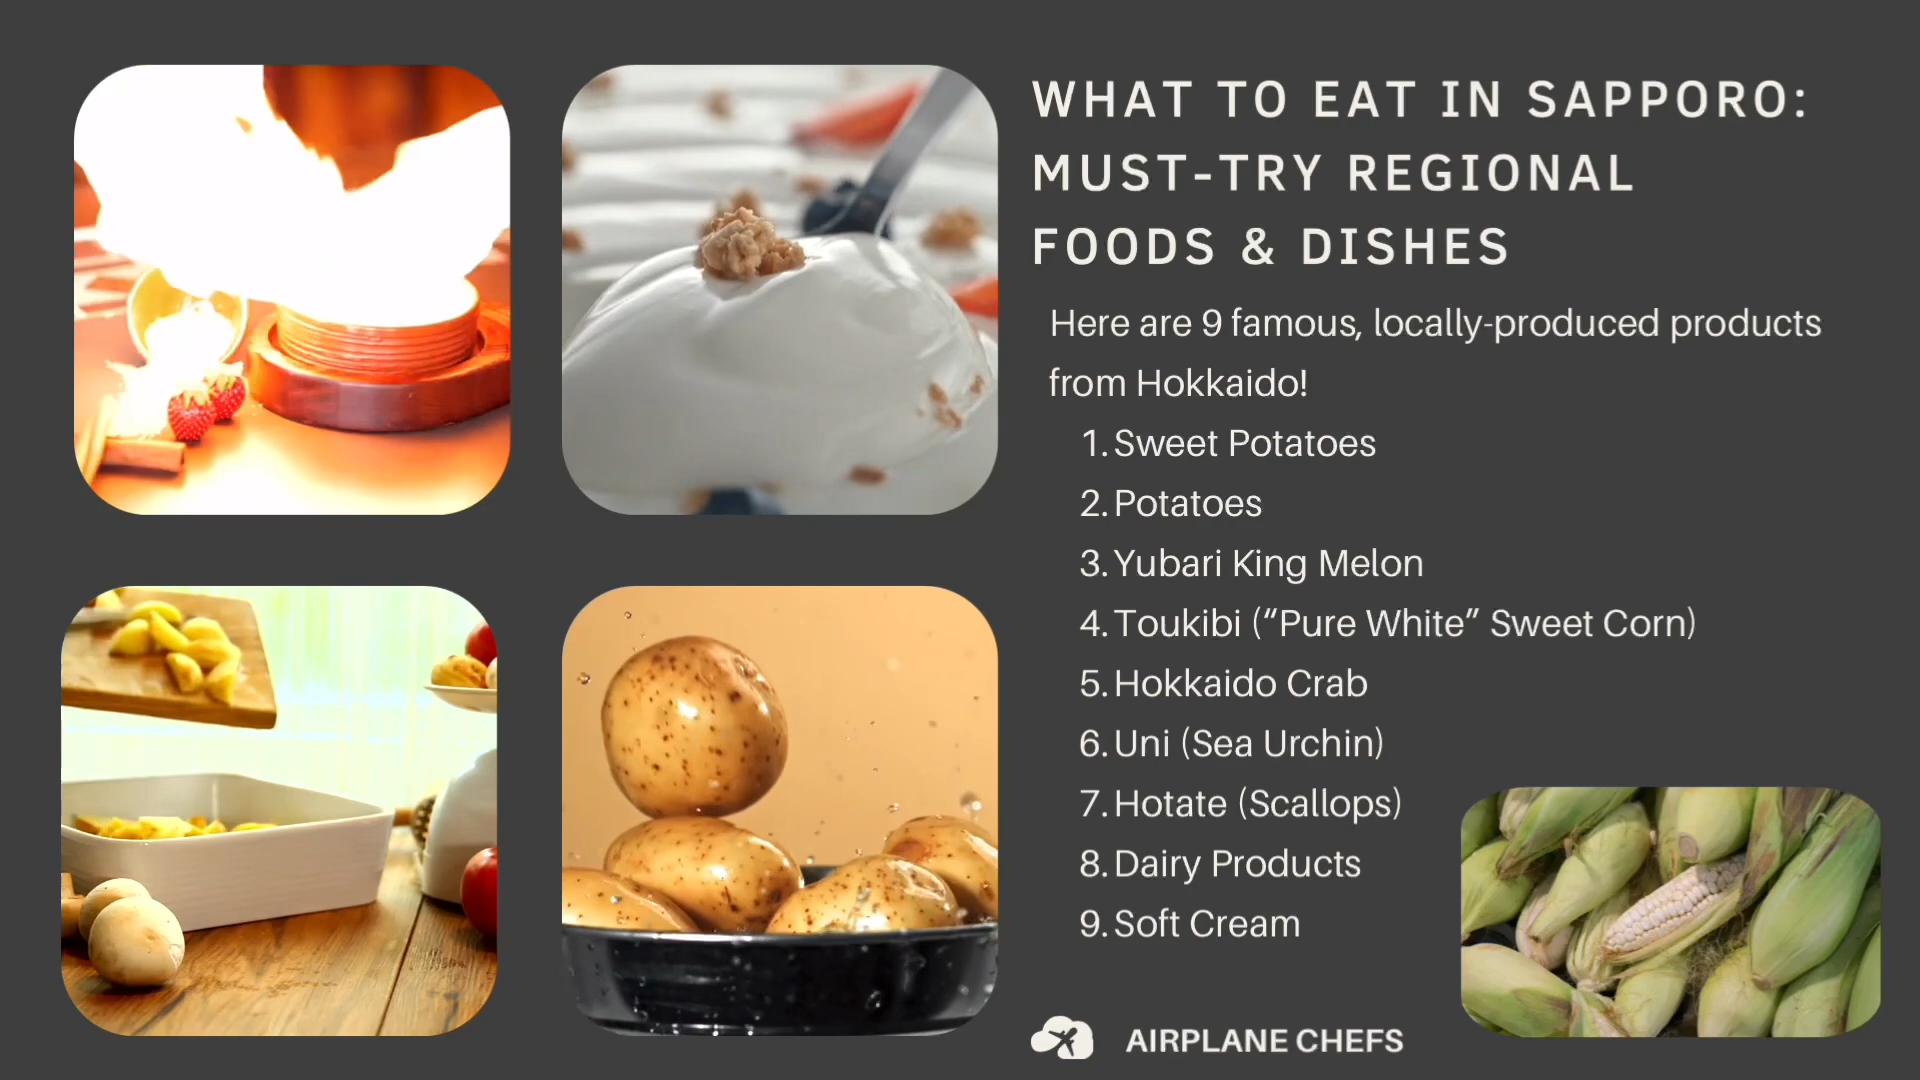 WHAT TO EAT IN SAPPORO:
MUST-TRY REGIONAL
FOODS & DISHES
Here are 9 famous, locally-produced products
from Hokkaido!
1. Sweet Potatoes
2. Potatoes
3. Yubari King Melon
4. Toukibi (“Pure White” Sweet Corn)
5. Hokkaido Crab
6. Uni (Sea Urchin)
7. Hotate (Scallops)
8. Dairy Products
9. Soft Cream
AIRPLANE CHEFS